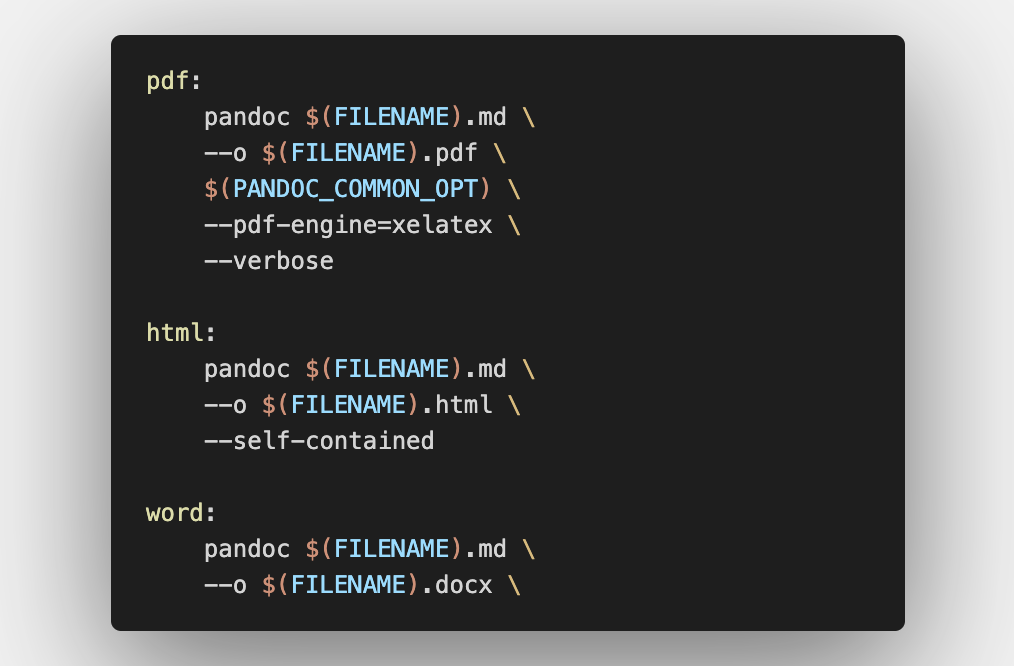 pdf:
    pandoc $(FILENAME).md \
    --o $(FILENAME).pdf \
    $(PANDOC_COMMON_OPT) \
    --pdf-engine=xelatex \
    --verbose

html:
    pandoc $(FILENAME).md \
    --o $(FILENAME).html \
    --self-contained

word:
    pandoc $(FILENAME).md \
    --o $(FILENAME).docx \